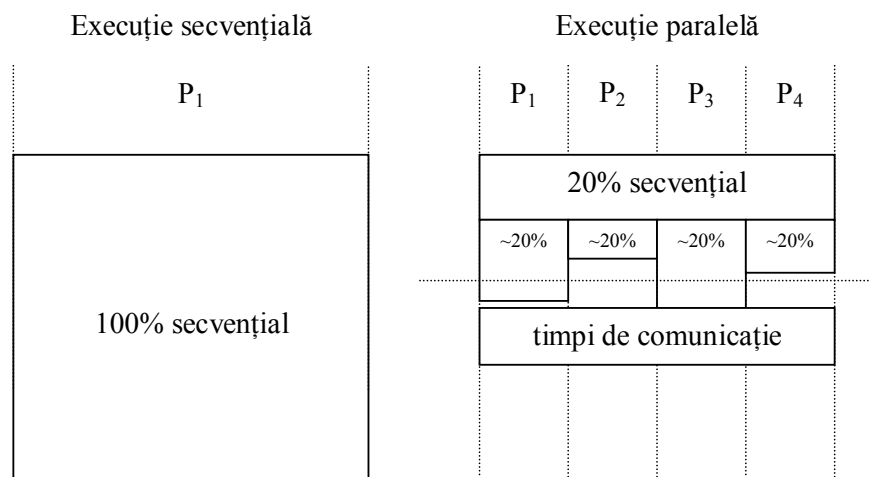 Execuție secvențială
P₁
100% secvențial
Execuție paralelă
P₁ P₂ P₃ P₄
20% secvențial
~20% ~20% ~20% ~20%
timpi de comunicație